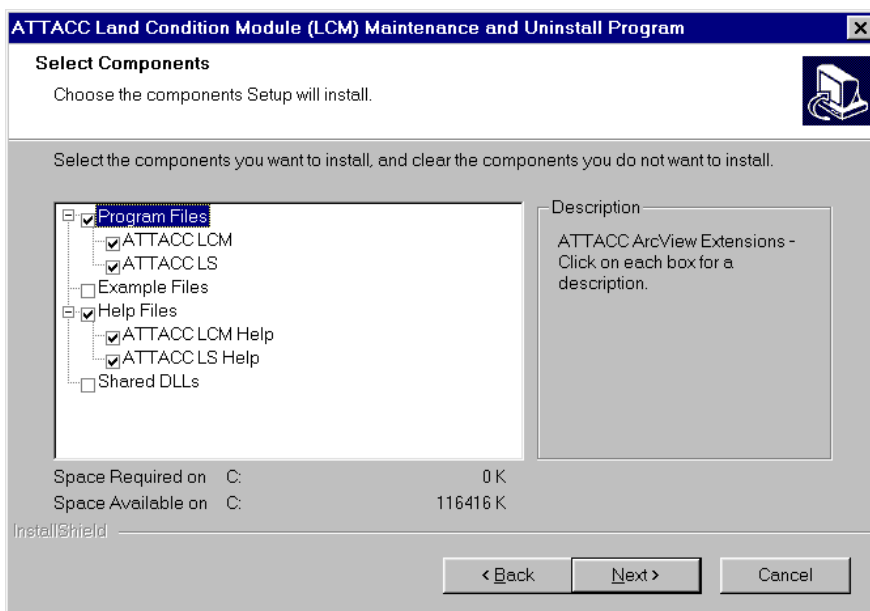 ATTACC Land Condition Module (LCM) Maintenance and Uninstall Program
Select Components
Choose the components Setup will install.
Select the components you want to install, and clear the components you do not want to install.
Program Files
ATTACC LCM
ATTACC LS
Example Files
Help Files
ATTACC LCM Help
ATTACC LS Help
Shared DLLs
Description
ATTACC ArcView Extensions -
Click on each box for a
description.
Space Required on C: 0 K
Space Available on C: 116416 K
InstallShield
< Back Next > Cancel